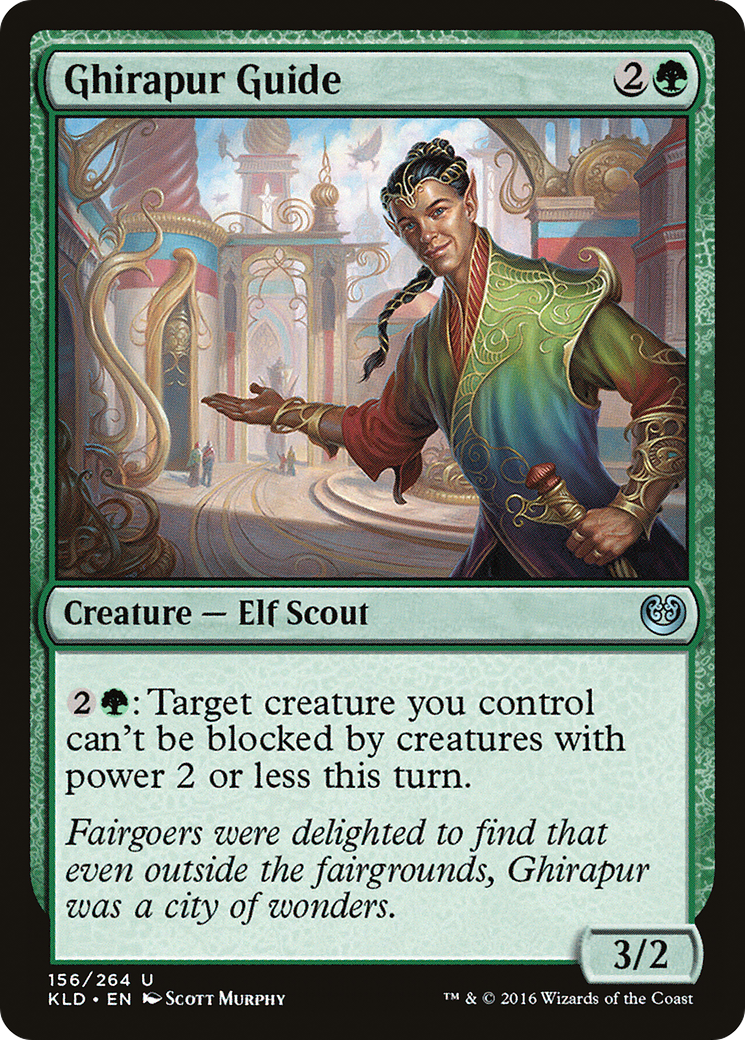 Ghirapur Guide 2
Creature — Elf Scout
2: Target creature you control
can't be blocked by creatures with
power 2 or less this turn.
Fairgoers were delighted to find that
even outside the fairgrounds, Ghirapur
was a city of wonders.
3/2
156/264 U
KLD • EN Scott Murphy ™ & © 2016 Wizards of the Coast